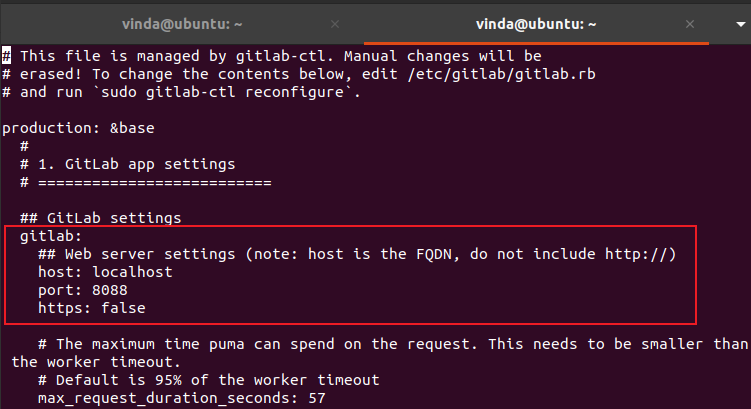 vinda@ubuntu: ~ × vinda@ubuntu: ~ ×
# This file is managed by gitlab-ctl. Manual changes will be
# erased! To change the contents below, edit /etc/gitlab/gitlab.rb
# and run `sudo gitlab-ctl reconfigure`.
production: &base
#
# 1. GitLab app settings
# ==========================
## GitLab settings
gitlab:
## Web server settings (note: host is the FQDN, do not include http://)
host: localhost
port: 8088
https: false
# The maximum time puma can spend on the request. This needs to be smaller than
the worker timeout.
# Default is 95% of the worker timeout
max_request_duration_seconds: 57